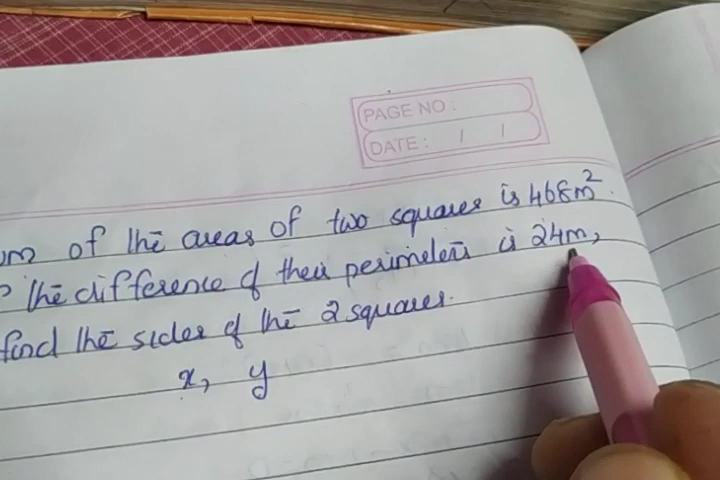 PAGE NO :
DATE : / /
of the areas of two squares is 468m²
the difference of their perimeters is 24m,
find the sides of the 2 squares.
x, y